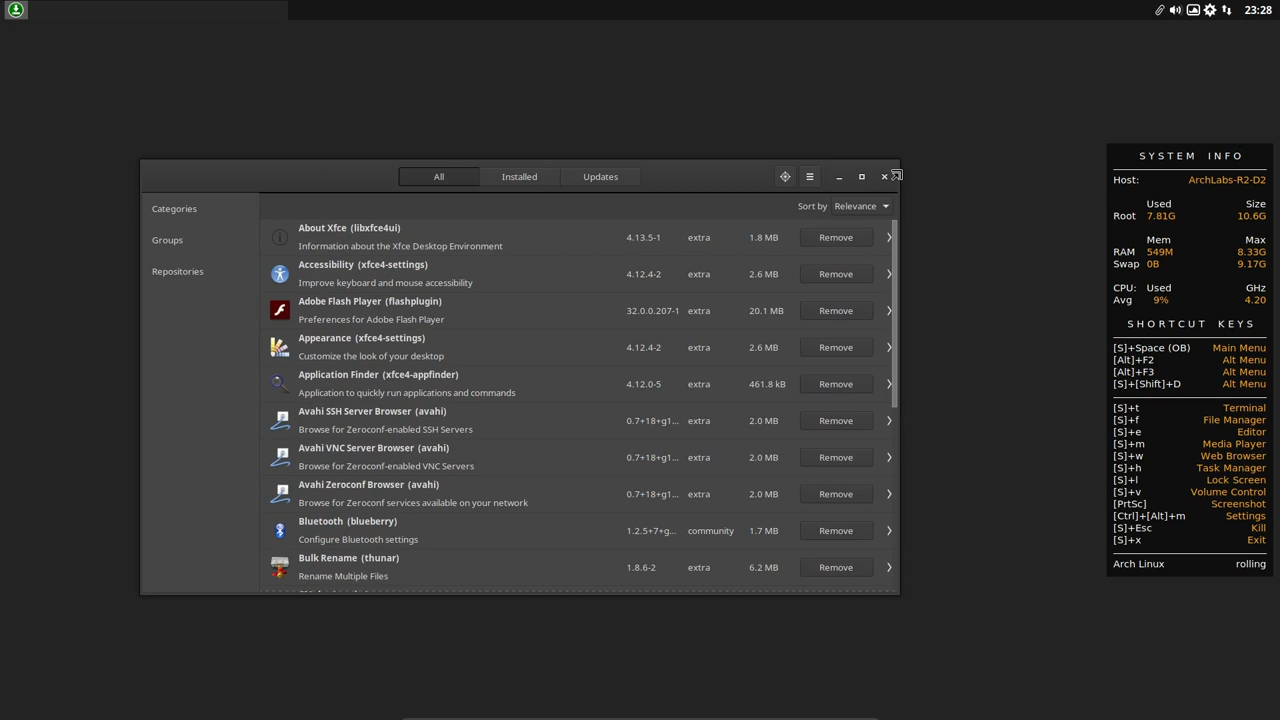 23:28
All Installed Updates
Sort by Relevance
Categories
Groups
Repositories
About Xfce (libxfce4ui)
Information about the Xfce Desktop Environment
4.13.5-1 extra 1.8 MB Remove
Accessibility (xfce4-settings)
Improve keyboard and mouse accessibility
4.12.4-2 extra 2.6 MB Remove
Adobe Flash Player (flashplugin)
Preferences for Adobe Flash Player
32.0.0.207-1 extra 20.1 MB Remove
Appearance (xfce4-settings)
Customize the look of your desktop
4.12.4-2 extra 2.6 MB Remove
Application Finder (xfce4-appfinder)
Application to quickly run applications and commands
4.12.0-5 extra 461.8 kB Remove
Avahi SSH Server Browser (avahi)
Browse for Zeroconf-enabled SSH Servers
0.7+18+g1... extra 2.0 MB Remove
Avahi VNC Server Browser (avahi)
Browse for Zeroconf-enabled VNC Servers
0.7+18+g1... extra 2.0 MB Remove
Avahi Zeroconf Browser (avahi)
Browse for Zeroconf services available on your network
0.7+18+g1... extra 2.0 MB Remove
Bluetooth (blueberry)
Configure Bluetooth settings
1.2.5+7+g... community 1.7 MB Remove
Bulk Rename (thunar)
Rename Multiple Files
1.8.6-2 extra 6.2 MB Remove
SYSTEM INFO
Host: ArchLabs-R2-D2
Used Size
Root 7.81G 10.6G
Mem Max
RAM 549M 8.33G
Swap 0B 9.17G
CPU: Used GHz
Avg 9% 4.20
SHORTCUT KEYS
[S]+Space (OB) Main Menu
[Alt]+F2 Alt Menu
[Alt]+F3 Alt Menu
[S]+[Shift]+D Alt Menu
[S]+t Terminal
[S]+f File Manager
[S]+e Editor
[S]+m Media Player
[S]+w Web Browser
[S]+h Task Manager
[S]+l Lock Screen
[S]+v Volume Control
[PrtSc] Screenshot
[Ctrl]+[Alt]+m Settings
[S]+Esc Kill
[S]+x Exit
Arch Linux rolling